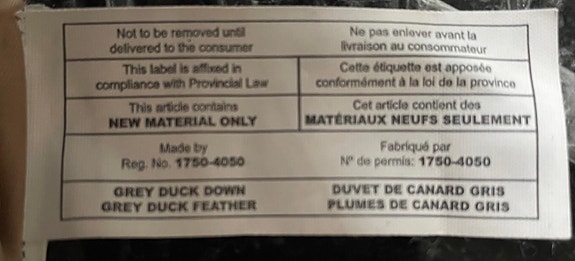 Not to be removed until
delivered to the consumer
Ne pas enlever avant la
livraison au consommateur
This label is affixed in
compliance with Provincial Law
Cette étiquette est apposée
conformément à la loi de la province
This article contains
NEW MATERIAL ONLY
Cet article contient des
MATÉRIAUX NEUFS SEULEMENT
Made by
Reg. No. 1750-4050
Fabriqué par
Nº de permis: 1750-4050
GREY DUCK DOWN
GREY DUCK FEATHER
DUVET DE CANARD GRIS
PLUMES DE CANARD GRIS